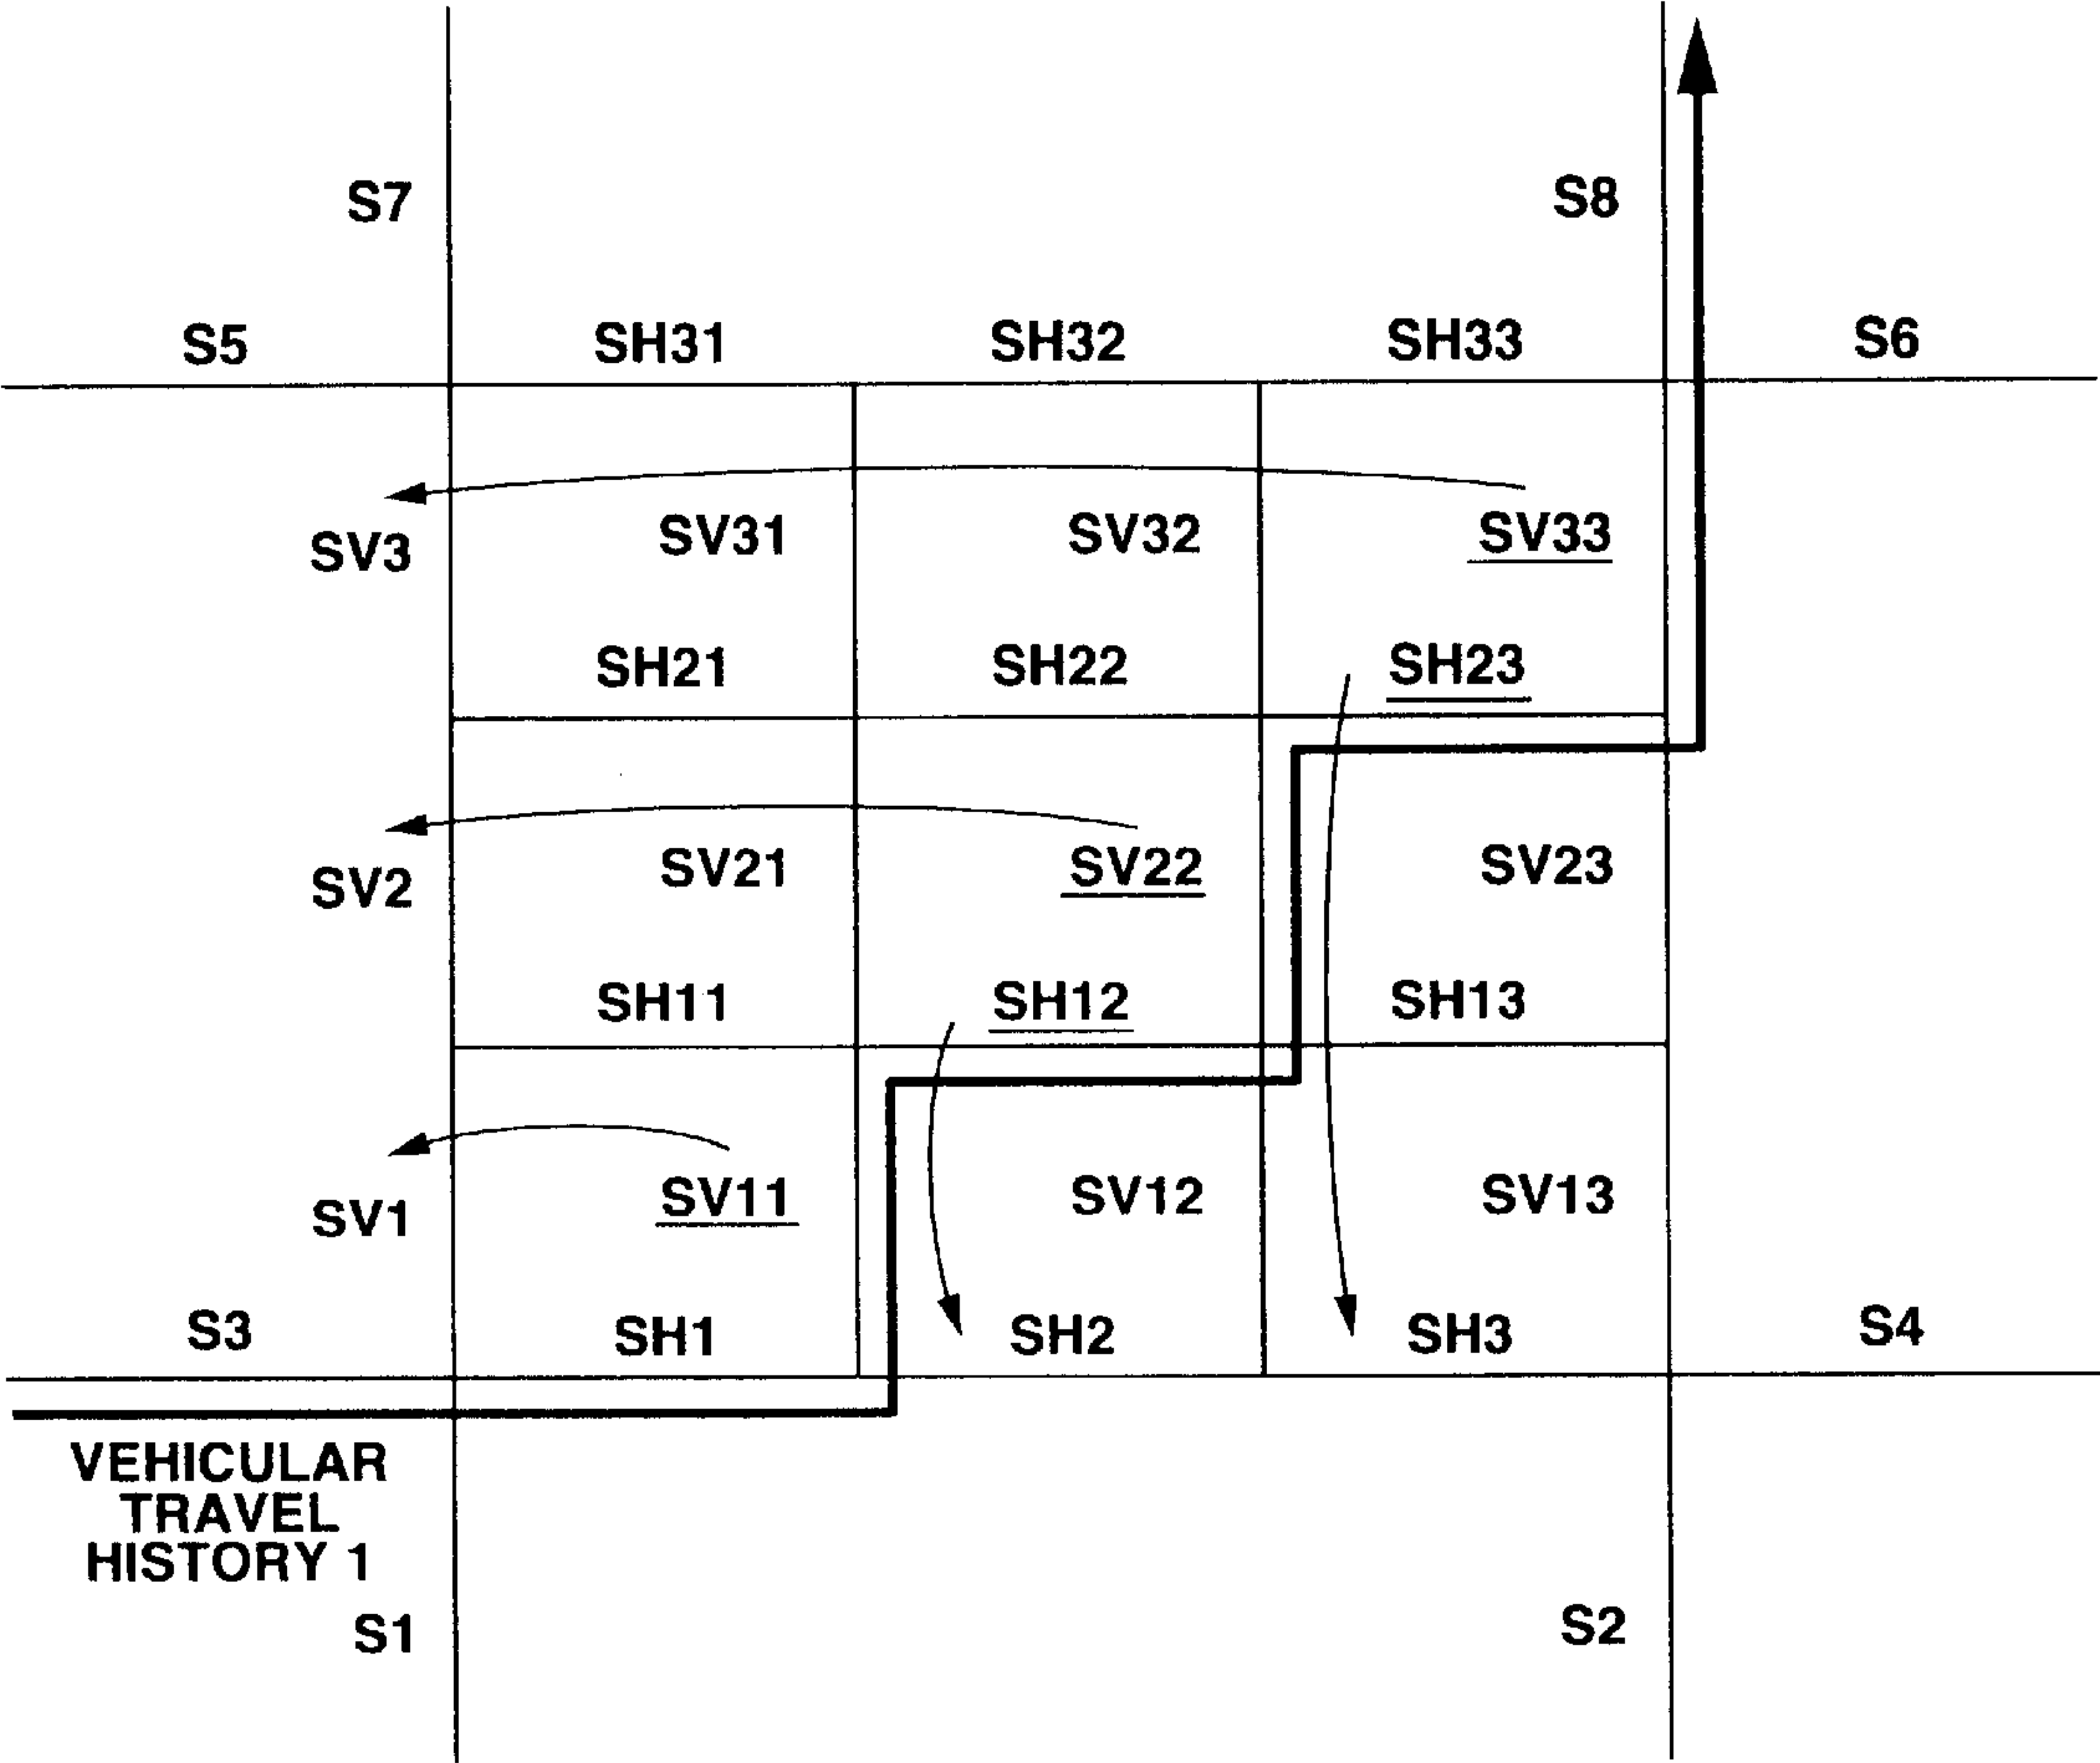 S7
S8
S5
SH31
SH32
SH33
S6
SV3
SV31
SV32
SV33
SH21
SH22
SH23
SV2
SV21
SV22
SV23
SH11
SH12
SH13
SV1
SV11
SV12
SV13
S3
SH1
SH2
SH3
S4
VEHICULAR
TRAVEL
HISTORY 1
S1
S2